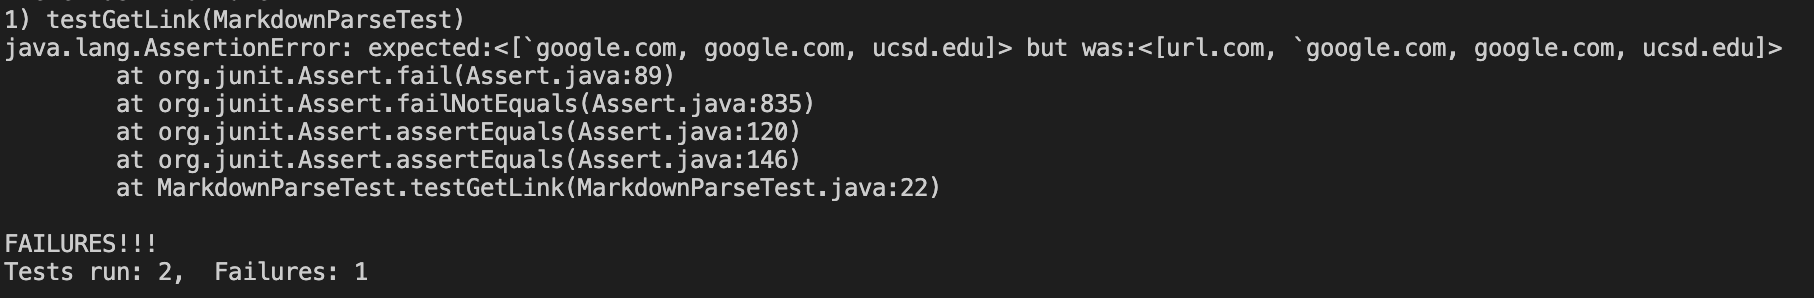 1) testGetLink(MarkdownParseTest)
java.lang.AssertionError: expected:<[`google.com, google.com, ucsd.edu]> but was:<[url.com, `google.com, google.com, ucsd.edu]>
        at org.junit.Assert.fail(Assert.java:89)
        at org.junit.Assert.failNotEquals(Assert.java:835)
        at org.junit.Assert.assertEquals(Assert.java:120)
        at org.junit.Assert.assertEquals(Assert.java:146)
        at MarkdownParseTest.testGetLink(MarkdownParseTest.java:22)

FAILURES!!!
Tests run: 2,  Failures: 1